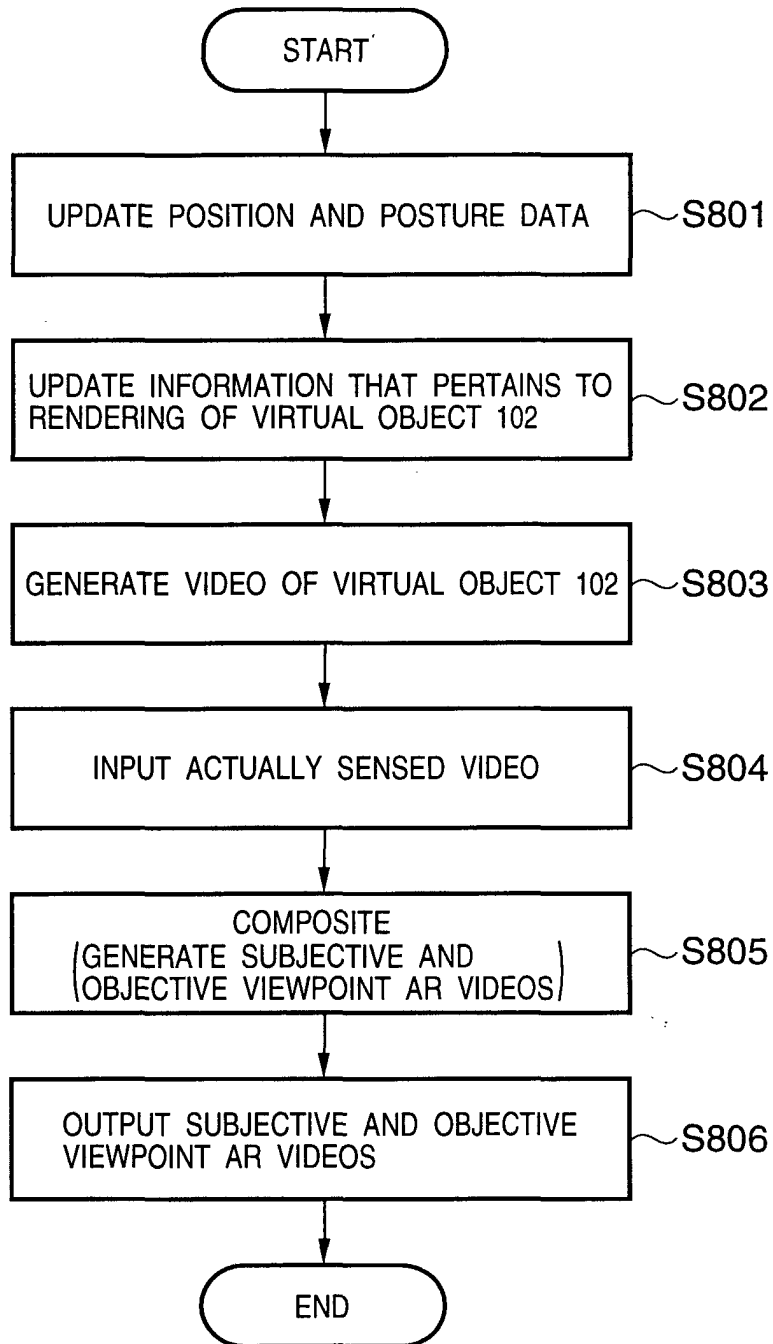 START
UPDATE POSITION AND POSTURE DATA
S801
UPDATE INFORMATION THAT PERTAINS TO
RENDERING OF VIRTUAL OBJECT 102
S802
GENERATE VIDEO OF VIRTUAL OBJECT 102
S803
INPUT ACTUALLY SENSED VIDEO
S804
COMPOSITE
(GENERATE SUBJECTIVE AND
OBJECTIVE VIEWPOINT AR VIDEOS)
S805
OUTPUT SUBJECTIVE AND OBJECTIVE
VIEWPOINT AR VIDEOS
S806
END